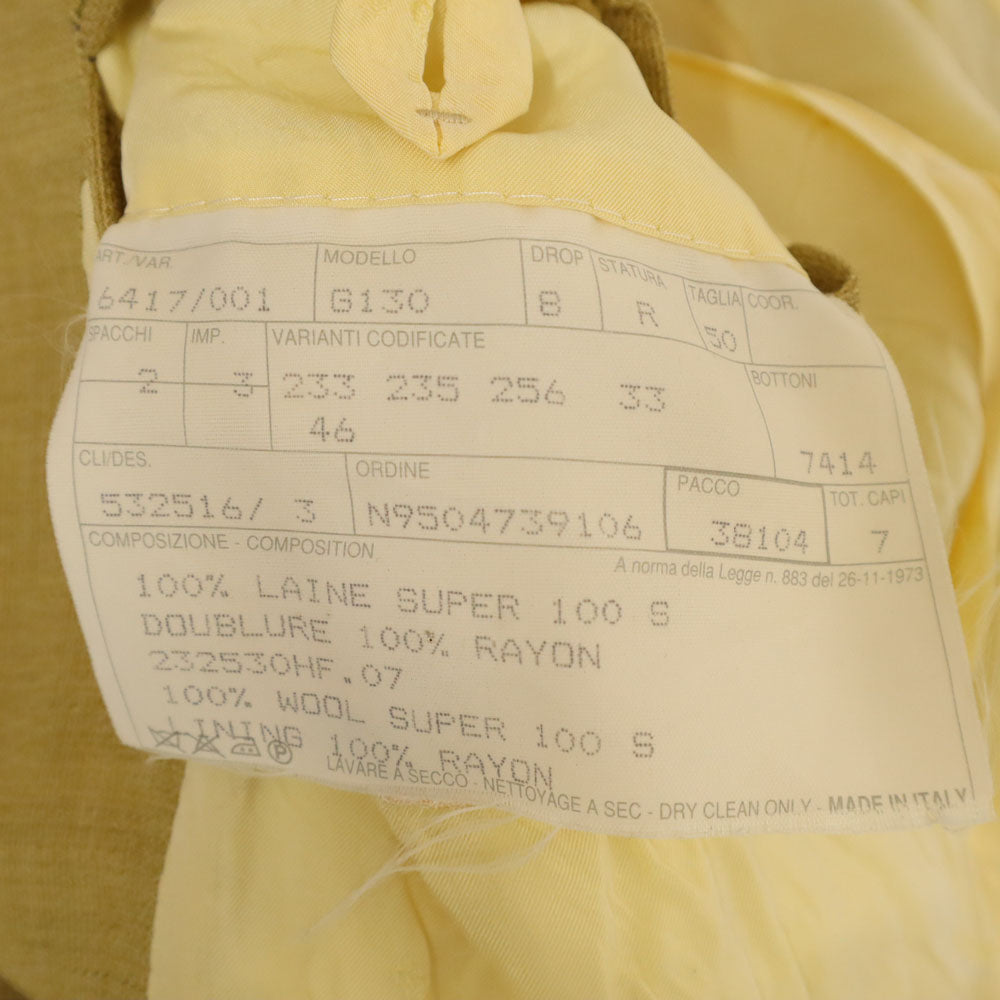 ART./VAR. MODELLO DROP STATURA TAGLIA COOR.
6417/001 G130 8 R 50
SPACCHI IMP. VARIANTI CODIFICATE BOTTONI
2 3 233 235 256 33
46 7414
CLI/DES. ORDINE PACCO TOT. CAPI
532516/ 3 N9504739106 38104 7
COMPOSIZIONE - COMPOSITION
A norma della Legge n. 883 del 26-11-1973
100% LAINE SUPER 100 S
DOUBLURE 100% RAYON
232530HF.07
100% WOOL SUPER 100 S
LINING 100% RAYON
P
LAVARE A SECCO - NETTOYAGE A SEC - DRY CLEAN ONLY - MADE IN ITALY